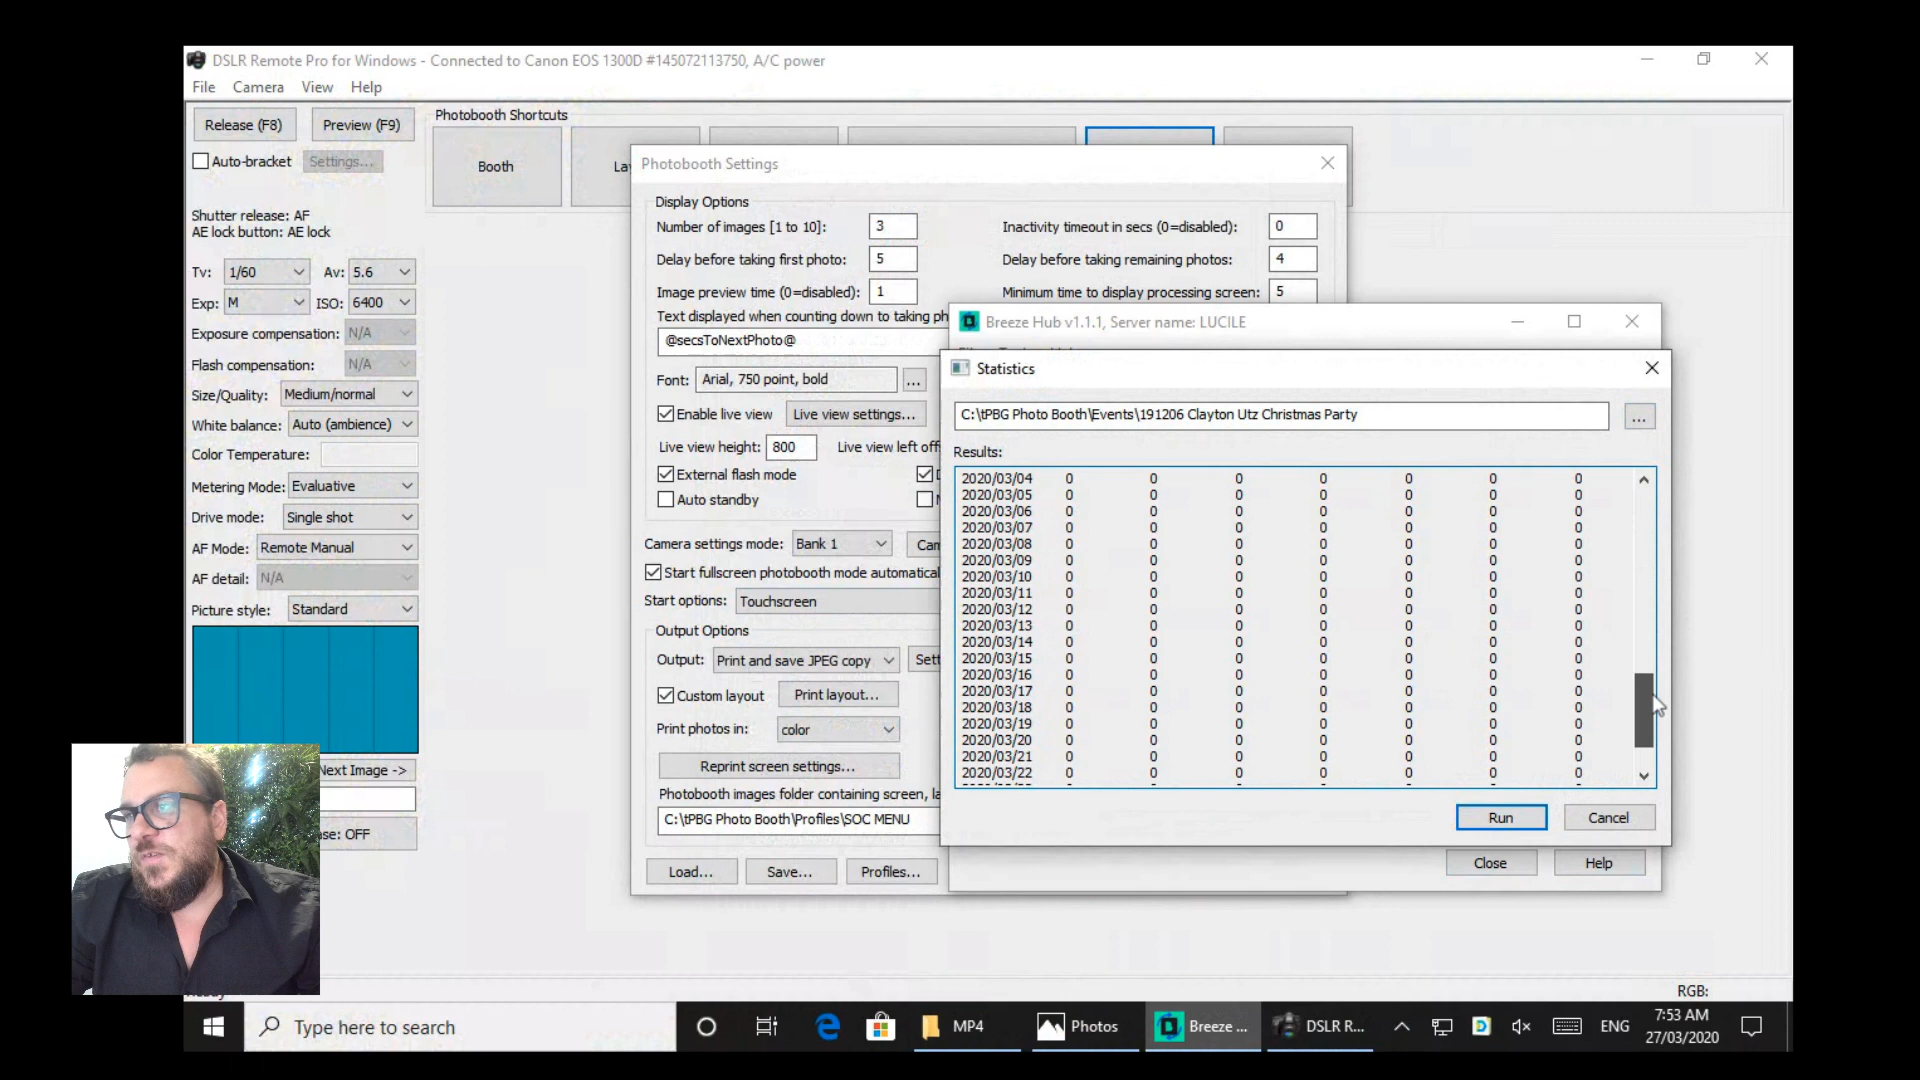 DSLR Remote Pro for Windows - Connected to Canon EOS 1300D #145072113750, A/C power
File Camera View Help
Release (F8) Preview (F9)
Auto-bracket Settings...
Shutter release: AF
AE lock button: AE lock
Tv: 1/60 Av: 5.6
Exp: M ISO: 6400
Exposure compensation: N/A
Flash compensation: N/A
Size/Quality: Medium/normal
White balance: Auto (ambience)
Color Temperature:
Metering Mode: Evaluative
Drive mode: Single shot
AF Mode: Remote Manual
AF detail: N/A
Picture style: Standard
Next Image ->
OFF
Photobooth Shortcuts
Booth
Photobooth Settings
Display Options
Number of images [1 to 10]: 3 Inactivity timeout in secs (0=disabled): 0
Delay before taking first photo: 5 Delay before taking remaining photos: 4
Image preview time (0=disabled): 1 Minimum time to display processing screen: 5
Text displayed when counting down to taking
@secsToNextPhoto@
Font: Arial, 750 point, bold ...
Enable live view Live view settings...
Live view height: 800 Live view left
External flash mode
Auto standby
Camera settings mode: Bank 1
Start fullscreen photobooth mode
Start options: Touchscreen
Output Options
Output: Print and save JPEG copy
Custom layout Print layout...
Print photos in: color
Reprint screen settings...
Photobooth images folder containing screen,
C:\tPBG Photo Booth\Profiles\SOC MENU
Load... Save... Profiles...
Breeze Hub v1.1.1, Server name: LUCILE
Statistics
C:\tPBG Photo Booth\Events\191206 Clayton Utz Christmas Party ...
Results:
2020/03/04 0 0 0 0 0 0 0
2020/03/05 0 0 0 0 0 0 0
2020/03/06 0 0 0 0 0 0 0
2020/03/07 0 0 0 0 0 0 0
2020/03/08 0 0 0 0 0 0 0
2020/03/09 0 0 0 0 0 0 0
2020/03/10 0 0 0 0 0 0 0
2020/03/11 0 0 0 0 0 0 0
2020/03/12 0 0 0 0 0 0 0
2020/03/13 0 0 0 0 0 0 0
2020/03/14 0 0 0 0 0 0 0
2020/03/15 0 0 0 0 0 0 0
2020/03/16 0 0 0 0 0 0 0
2020/03/17 0 0 0 0 0 0 0
2020/03/18 0 0 0 0 0 0 0
2020/03/19 0 0 0 0 0 0 0
2020/03/20 0 0 0 0 0 0 0
2020/03/21 0 0 0 0 0 0 0
2020/03/22 0 0 0 0 0 0 0
Run Cancel
Close Help
RGB:
Type here to search MP4 Photos Breeze ... DSLR R... ENG
7:53 AM
27/03/2020